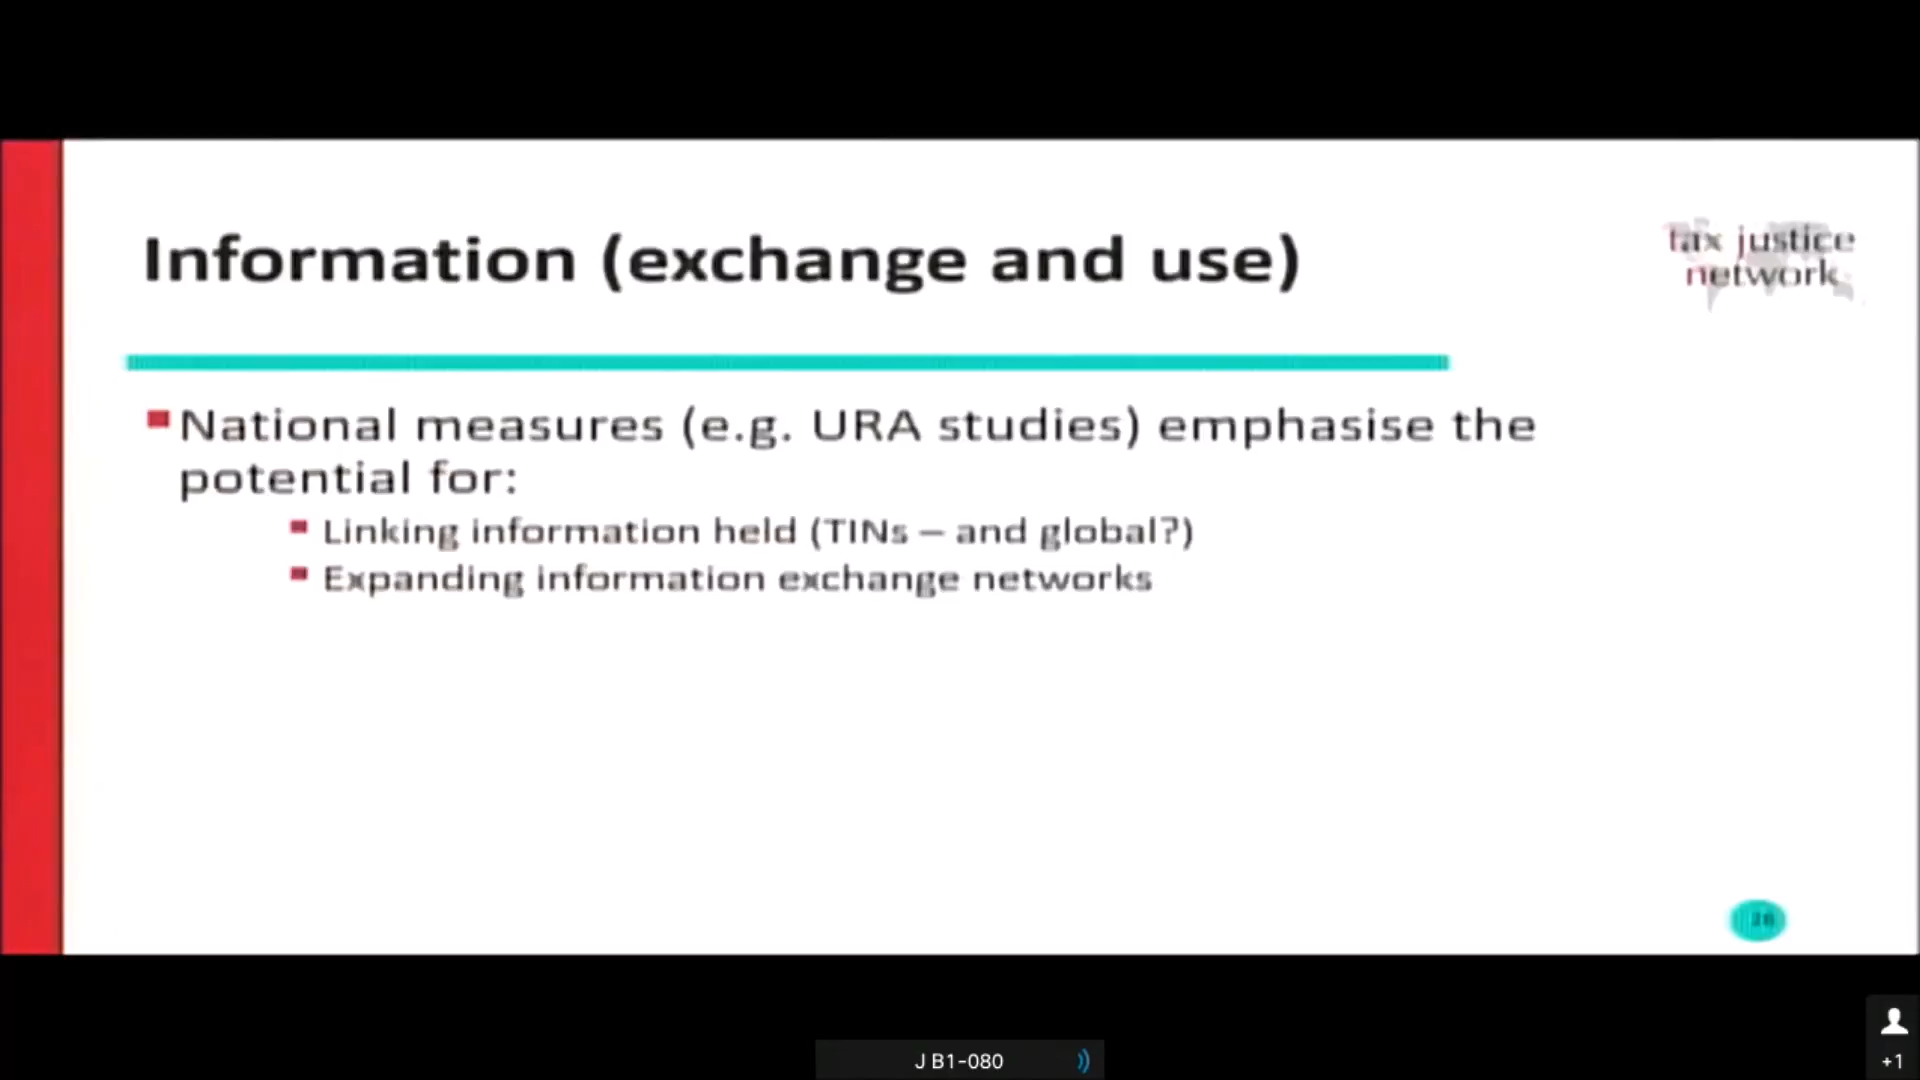 Information (exchange and use)
tax justice
network
National measures (e.g. URA studies) emphasise the
potential for:
Linking information held (TINs – and global?)
Expanding information exchange networks
J B1-080
+1